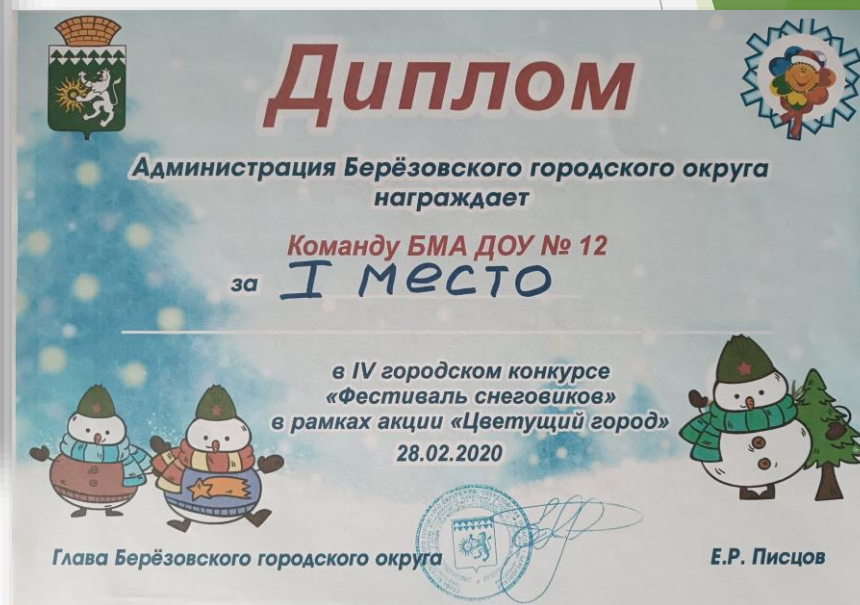 Диплом
Администрация Берёзовского городского округа
награждает
Команду БМА ДОУ № 12
за I место
в IV городском конкурсе
«Фестиваль снеговиков»
в рамках акции «Цветущий город»
28.02.2020
Глава Берёзовского городского округа
Е.Р. Писцов